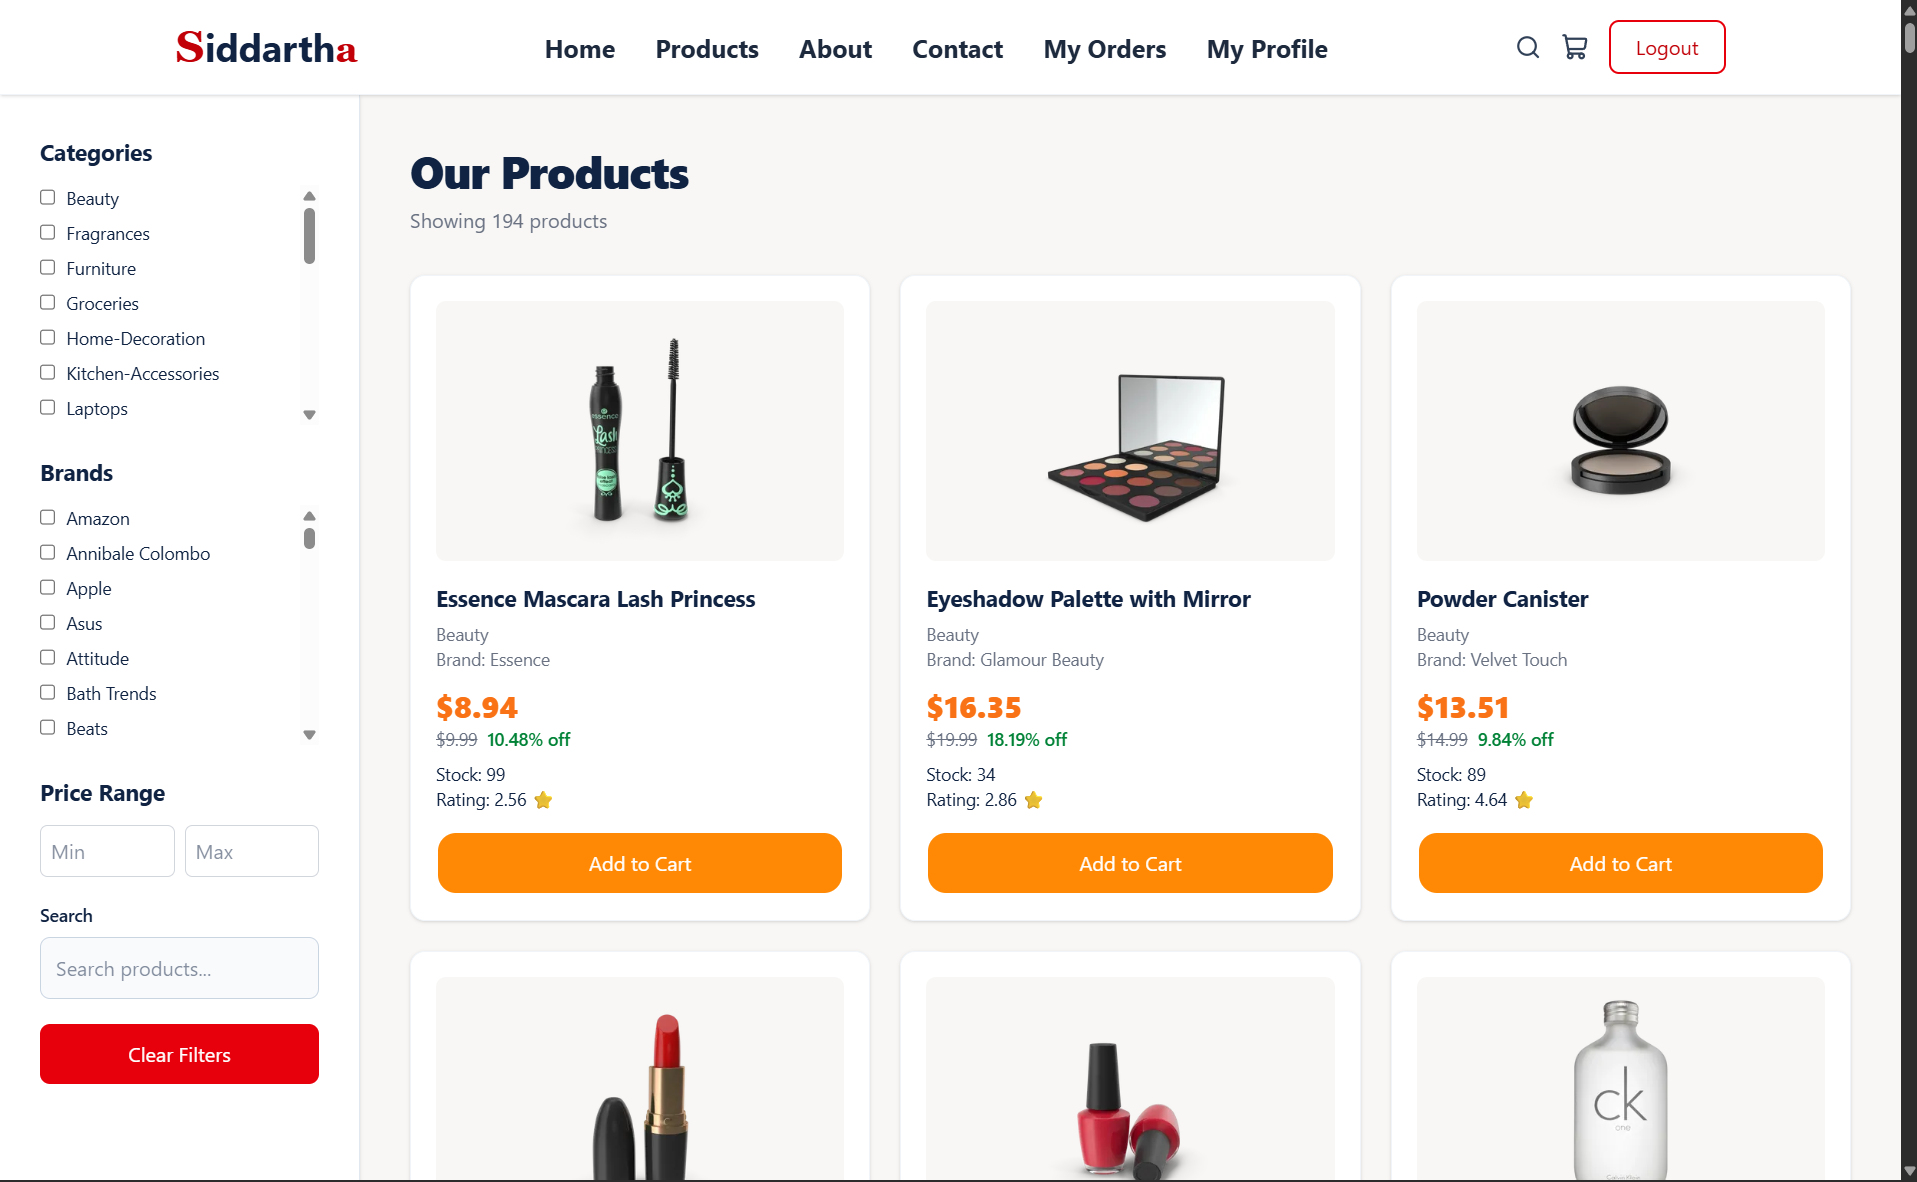 Siddartha
Home
Products
About
Contact
My Orders
My Profile
Logout
Categories
Beauty
Fragrances
Furniture
Groceries
Home-Decoration
Kitchen-Accessories
Laptops
Brands
Amazon
Annibale Colombo
Apple
Asus
Attitude
Bath Trends
Beats
Price Range
Min
Max
Search
Search products...
Clear Filters
Our Products
Showing 194 products
essence
Lash
PRINCESS
Essence Mascara Lash Princess
Beauty
Brand: Essence
$8.94
$9.99 10.48% off
Stock: 99
Rating: 2.56
Add to Cart
Eyeshadow Palette with Mirror
Beauty
Brand: Glamour Beauty
$16.35
$19.99 18.19% off
Stock: 34
Rating: 2.86
Add to Cart
Powder Canister
Beauty
Brand: Velvet Touch
$13.51
$14.99 9.84% off
Stock: 89
Rating: 4.64
Add to Cart
ck
one